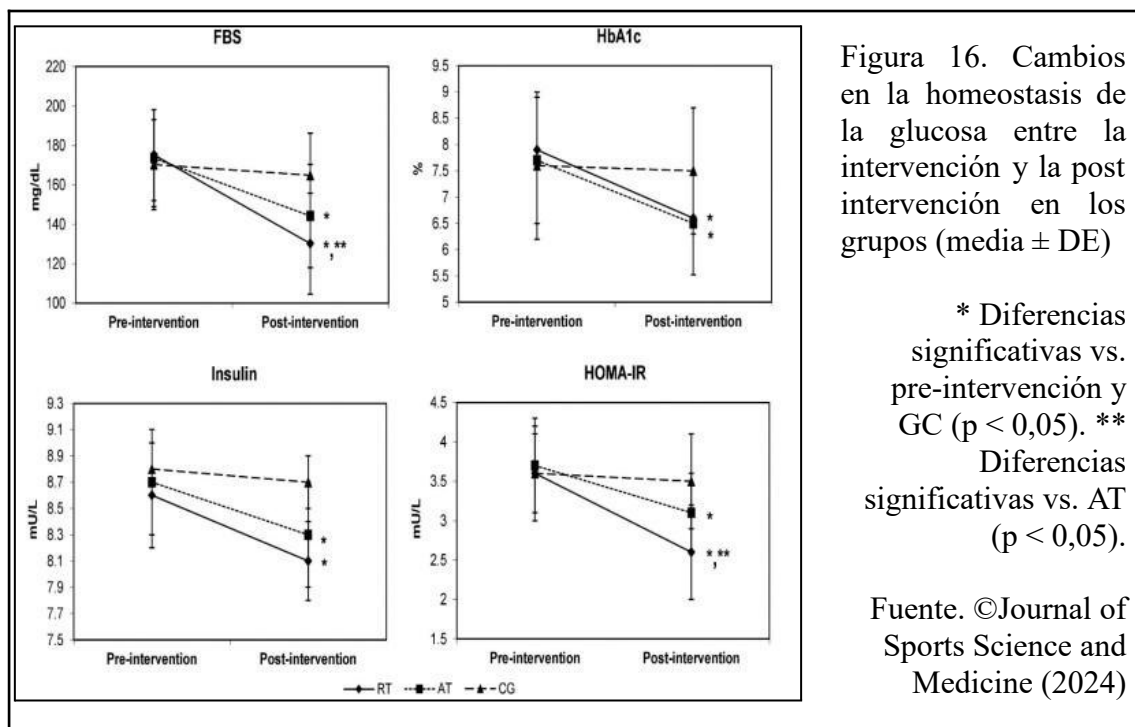 FBS
220
200
180
160
140
120
100
mg/dL
*
*,**
Pre-intervention Post-intervention
HbA1c
9.5
9
8.5
8
7.5
7
6.5
6
5.5
5
%
*
*
Pre-intervention Post-intervention
Insulin
9.3
9.1
8.9
8.7
8.5
8.3
8.1
7.9
7.7
7.5
mU/L
*
*
Pre-intervention Post-intervention
HOMA-IR
4.5
4
3.5
3
2.5
2
1.5
mU/L
*
*,**
Pre-intervention Post-intervention
RT AT CG
Figura 16. Cambios
en la homeostasis de
la glucosa entre la
intervención y la post
intervención en los
grupos (media ± DE)
* Diferencias
significativas vs.
pre-intervención y
GC (p < 0,05). **
Diferencias
significativas vs. AT
(p < 0,05).
Fuente. ©Journal of
Sports Science and
Medicine (2024)